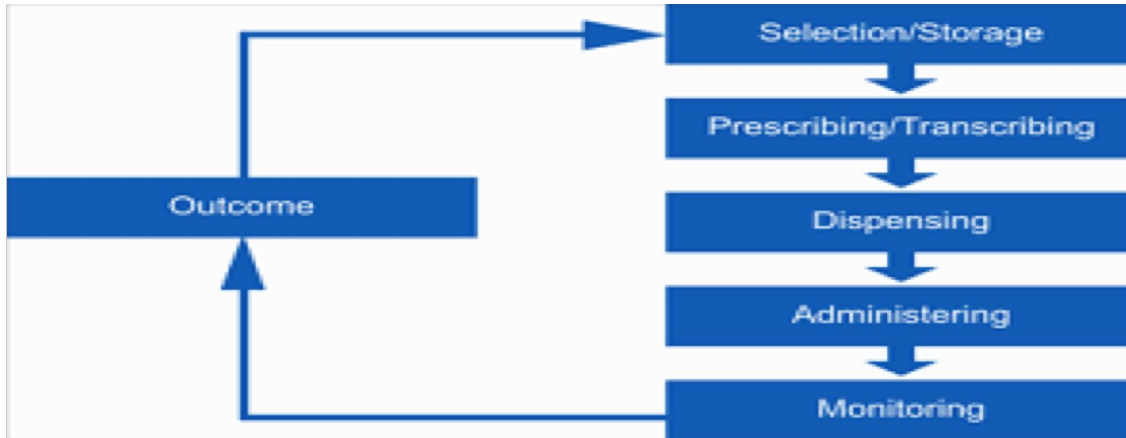 Selection/Storage
Prescribing/Transcribing
Outcome
Dispensing
Administering
Monitoring